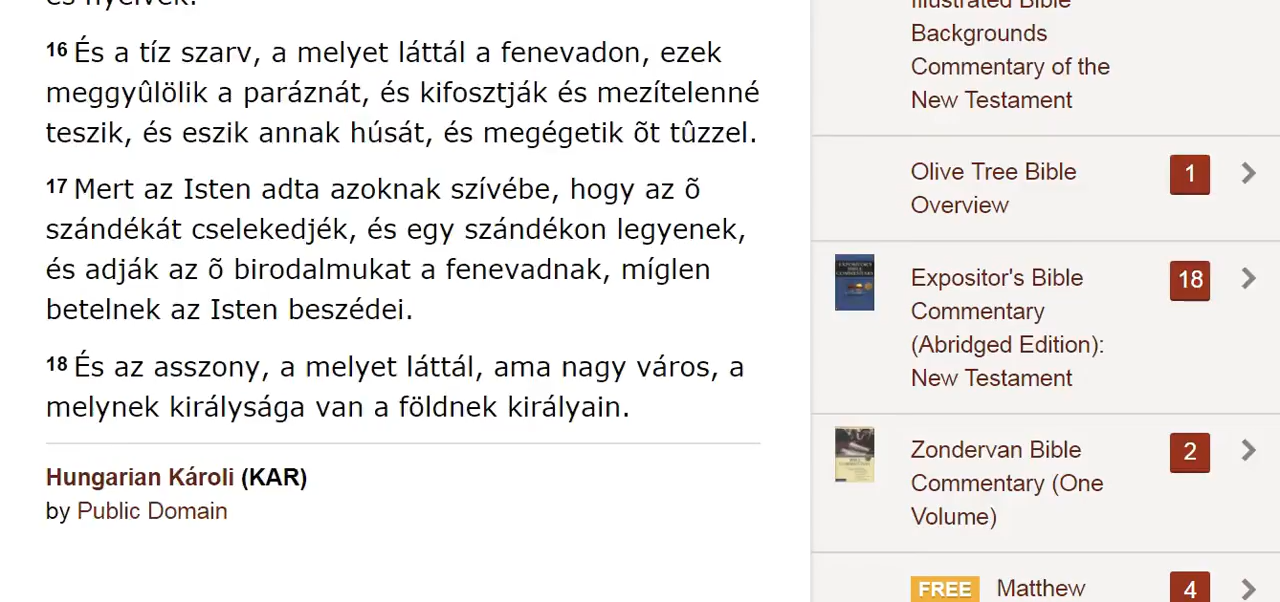 és nyelvek.
16 És a tíz szarv, a melyet láttál a fenevadon, ezek
meggyûlölik a paráznát, és kifosztják és mezítelenné
teszik, és eszik annak húsát, és megégetik õt tûzzel.
17 Mert az Isten adta azoknak szívébe, hogy az õ
szándékát cselekedjék, és egy szándékon legyenek,
és adják az õ birodalmukat a fenevadnak, míglen
betelnek az Isten beszédei.
18 És az asszony, a melyet láttál, ama nagy város, a
melynek királysága van a földnek királyain.
Hungarian Károli (KAR)
by Public Domain
Illustrated Bible
Backgrounds
Commentary of the
New Testament
Olive Tree Bible 1
Overview
Expositor's Bible 18
Commentary
(Abridged Edition):
New Testament
Zondervan Bible 2
Commentary (One
Volume)
FREE Matthew 4